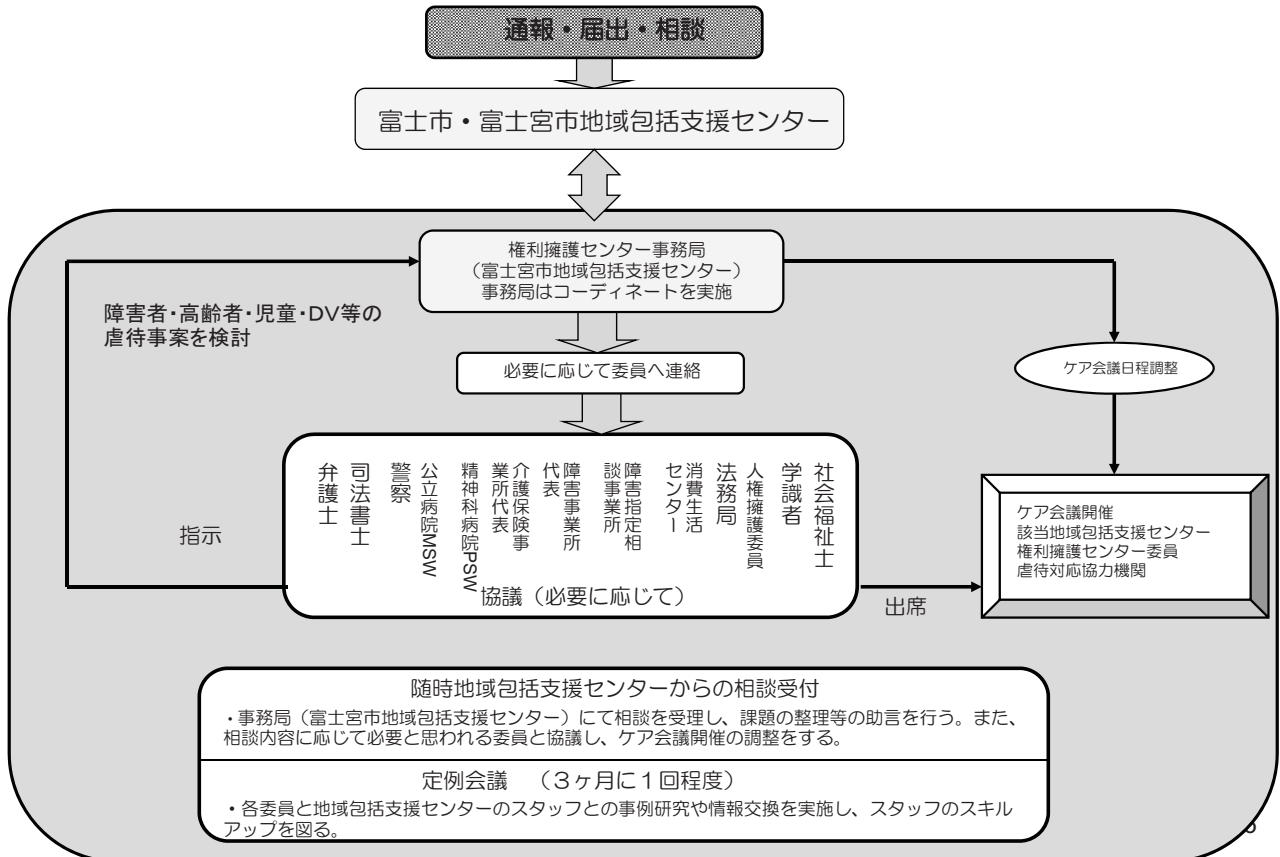 通報・届出・相談
富士市・富士宮市地域包括支援センター
権利擁護センター事務局
（富士宮市地域包括支援センター）
事務局はコーディネートを実施
障害者・高齢者・児童・DV等の
虐待事案を検討
必要に応じて委員へ連絡
ケア会議日程調整
弁護士
司法書士
警察
公立病院MSW
精神科病院PSW
介護保険事
業所代表
障害事業所
代表
障害指定相
談事業所
消費生活
センター
法務局
人権擁護委員
学識者
社会福祉士
協議（必要に応じて）
指示
出席
ケア会議開催
該当地域包括支援センター
権利擁護センター委員
虐待対応協力機関
随時地域包括支援センターからの相談受付
・事務局（富士宮市地域包括支援センター）にて相談を受理し、課題の整理等の助言を行う。また、
相談内容に応じて必要と思われる委員と協議し、ケア会議開催の調整をする。
定例会議　（３ヶ月に１回程度）
・各委員と地域包括支援センターのスタッフとの事例研究や情報交換を実施し、スタッフのスキル
アップを図る。